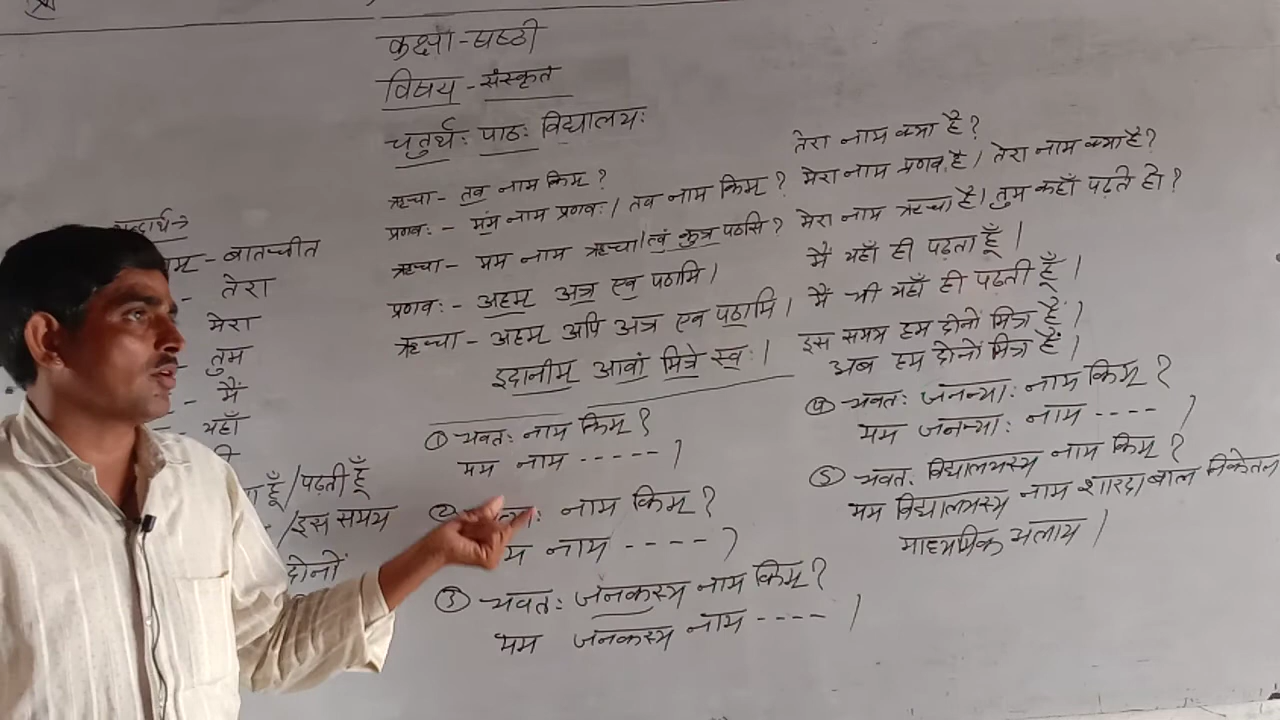 कक्षा - षष्ठी
विषय - संस्कृत
चतुर्थः पाठः विद्यालयः
ऋचा - तव नाम किम्?
प्रणवः - मम नाम प्रणवः। तव नाम किम्?
ऋचा - मम नाम ऋच्चा। त्वं कुत्र पठसि?
प्रणवः - अहम् अत्र एव पठामि।
ऋच्चा - अहम् अपि अत्र एव पठामि।
इदानीम् आवां मित्रे स्वः।
तेरा नाम क्या है?
मेरा नाम प्रणव है। तेरा नाम क्या है?
मेरा नाम ऋच्चा है। तुम कहाँ पढ़ते हो?
मैं यहाँ ही पढ़ता हूँ।
मैं भी यहाँ ही पढ़ती हूँ।
इस समय हम दोनों मित्र हैं।
अब हम दोनों मित्र हैं।
शब्दार्थ→
- बातचीत
- तेरा
मेरा
तुम
- मैं
- यहाँ
हूँ/पढ़ती हूँ
/इस समय
दोनों
① भवतः नाम किम्?
मम नाम -----।
② नाम किम्?
नाम ----।
③ भवतः जनकस्य नाम किम्?
मम जनकस्य नाम ----।
④ भवतः जनन्याः नाम किम्?
मम जनन्याः नाम ----।
⑤ भवतः विद्यालयस्य नाम किम्?
मम विद्यालयस्य नाम शारदा बाल निकेतन
माध्यमिक